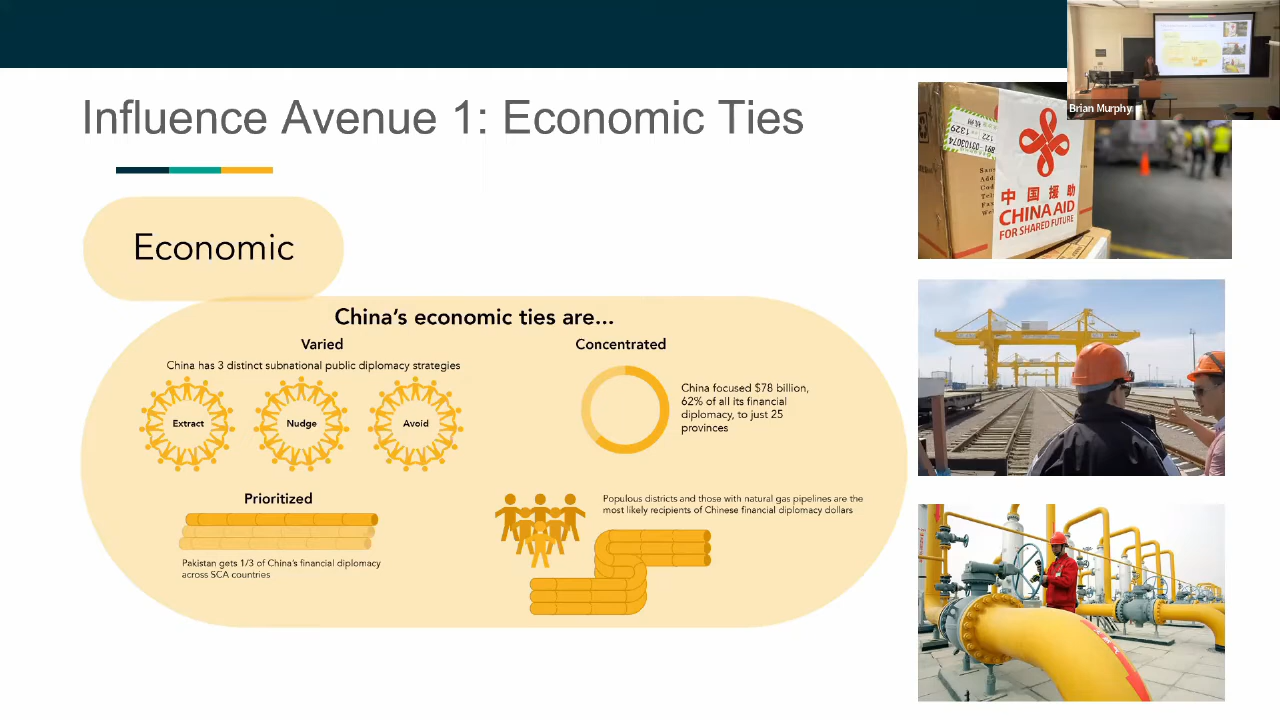 Influence Avenue 1: Economic Ties
Brian Murphy
Economic
China's economic ties are...
Varied
China has 3 distinct subnational public diplomacy strategies
Extract
Nudge
Avoid
Concentrated
China focused $78 billion,
62% of all its financial
diplomacy, to just 25
provinces
Prioritized
Pakistan gets 1/3 of China's financial diplomacy
across SCA countries
Populous districts and those with natural gas pipelines are the
most likely recipients of Chinese financial diplomacy dollars
中国援助
CHINA AID
FOR SHARED FUTURE